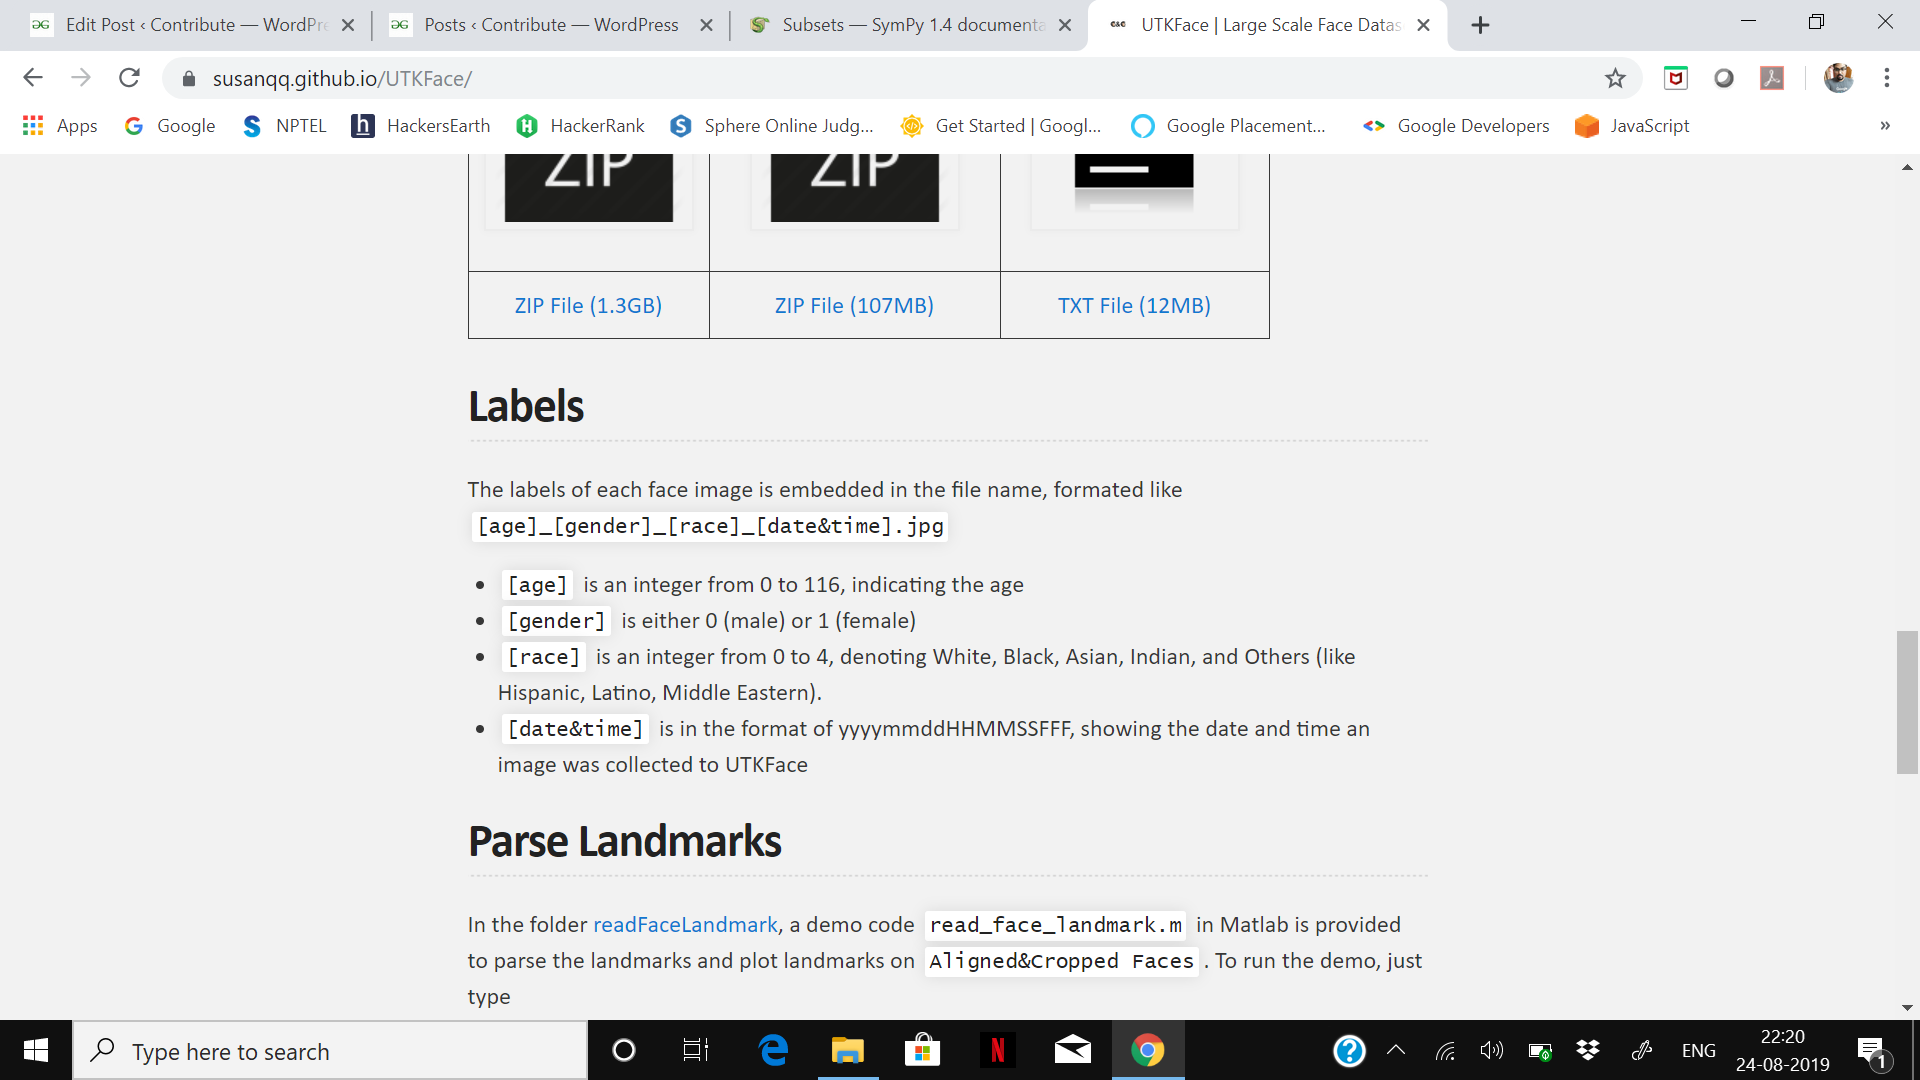 Edit Post ‹ Contribute — WordPre
Posts ‹ Contribute — WordPress
Subsets — SymPy 1.4 documenta
UTKFace | Large Scale Face Datas
susanqq.github.io/UTKFace/
Apps
Google
NPTEL
HackersEarth
HackerRank
Sphere Online Judg...
Get Started | Googl...
Google Placement...
Google Developers
JavaScript
»
ZIP
ZIP
ZIP File (1.3GB)
ZIP File (107MB)
TXT File (12MB)
Labels
The labels of each face image is embedded in the file name, formated like
[age]_[gender]_[race]_[date&time].jpg
[age] is an integer from 0 to 116, indicating the age
[gender] is either 0 (male) or 1 (female)
[race] is an integer from 0 to 4, denoting White, Black, Asian, Indian, and Others (like
Hispanic, Latino, Middle Eastern).
[date&time] is in the format of yyyymmddHHMMSSFFF, showing the date and time an
image was collected to UTKFace
Parse Landmarks
In the folder readFaceLandmark, a demo code read_face_landmark.m in Matlab is provided
to parse the landmarks and plot landmarks on Aligned&Cropped Faces . To run the demo, just
type
Type here to search
ENG
22:20
24-08-2019
1